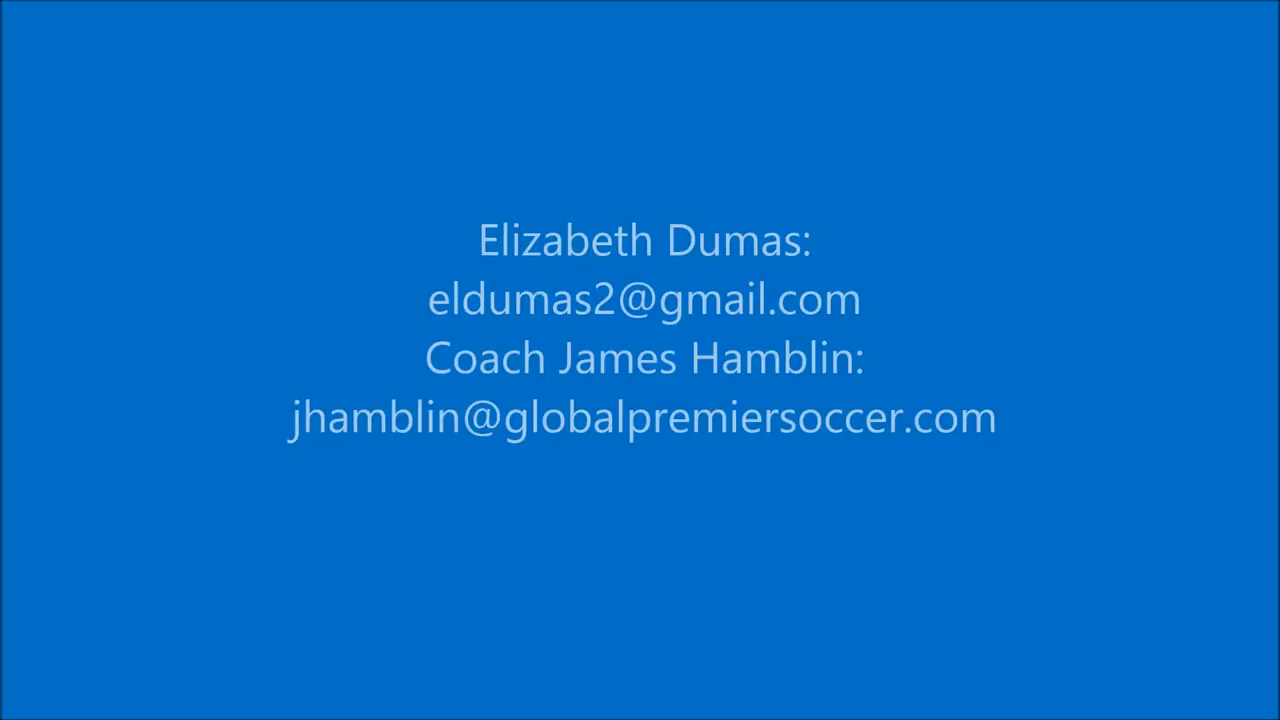 Elizabeth Dumas:
eldumas2@gmail.com
Coach James Hamblin:
jhamblin@globalpremiersoccer.com